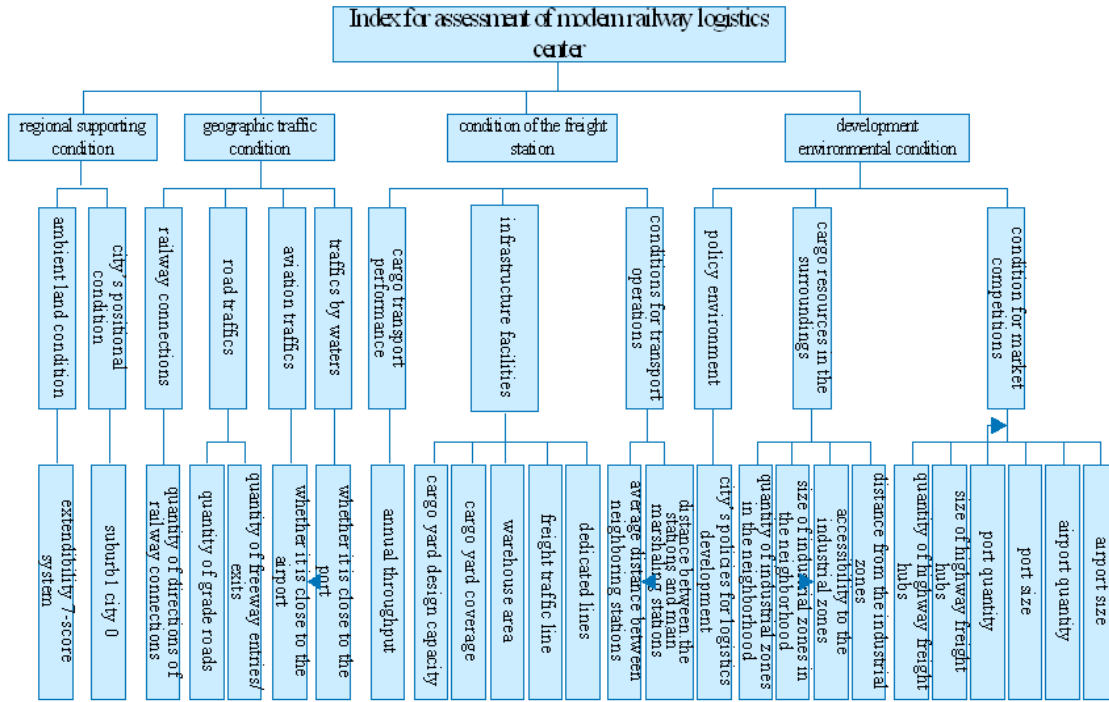 Index for assessment of modern railway logistics
center
regional supporting
condition
geographic traffic
condition
condition of the freight
station
development
environmental condition
ambient land condition
city's positional
condition
railway connections
road traffics
aviation traffics
traffics by waters
cargo transport
performance
infrastructure facilities
conditions for transport
operations
policy environment
cargo resources in the
surroundings
condition for market
competitions
extendibility 7-score
system
suburb 1 city 0
quantity of directions of
railway connections
quantity of grade roads
quantity of freeway entries/
exits
whether it is close to the
airport
whether it is close to the
port
annual throughput
cargo yard design capacity
cargo yard coverage
warehouse area
freight traffic line
dedicated lines
average distance between
neighboring stations
distance between the
stations and main
marshaling stations
city's policies for logistics
development
quantity of industrial zones
in the neighborhood
size of industrial zones in
the neighborhood
accessibility to the
industrial zones
distance from the industrial
zones
quantity of highway freight
hubs
size of highway freight
hubs
port quantity
port size
airport quantity
airport size